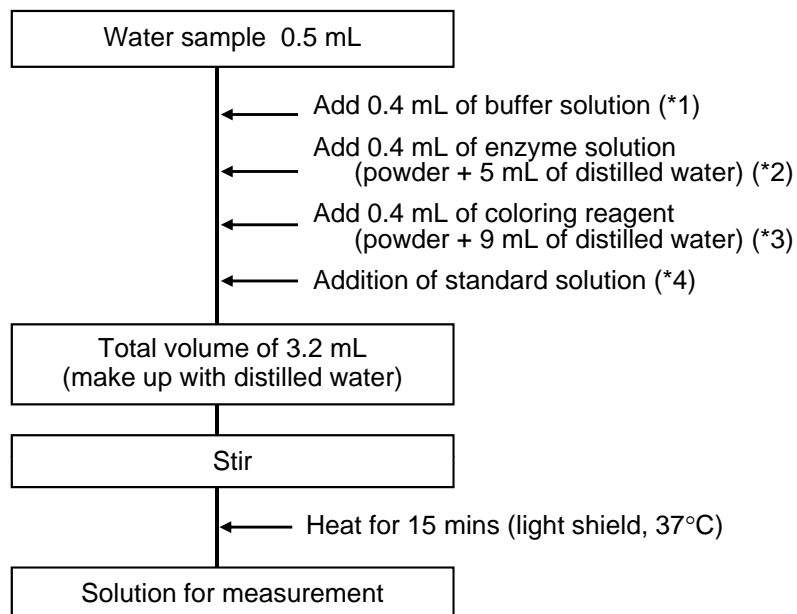 Water sample  0.5 mL
Add 0.4 mL of buffer solution (*1)
Add 0.4 mL of enzyme solution
(powder + 5 mL of distilled water) (*2)
Add 0.4 mL of coloring reagent
(powder + 9 mL of distilled water) (*3)
Addition of standard solution (*4)
Total volume of 3.2 mL
(make up with distilled water)
Stir
Heat for 15 mins (light shield, 37°C)
Solution for measurement